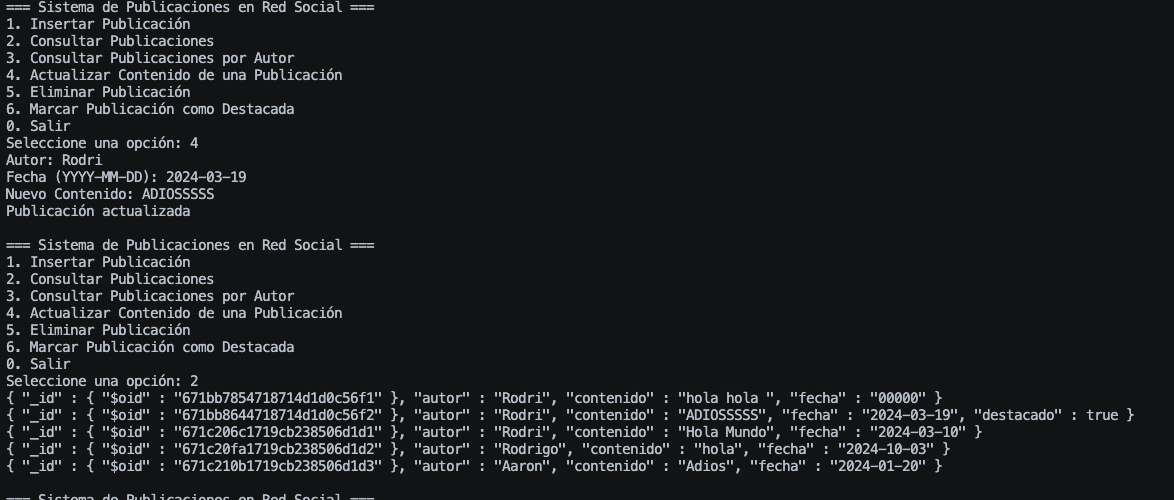 === Sistema de Publicaciones en Red Social ===
1. Insertar Publicación
2. Consultar Publicaciones
3. Consultar Publicaciones por Autor
4. Actualizar Contenido de una Publicación
5. Eliminar Publicación
6. Marcar Publicación como Destacada
0. Salir
Seleccione una opción: 4
Autor: Rodri
Fecha (YYYY-MM-DD): 2024-03-19
Nuevo Contenido: ADIOSSSSS
Publicación actualizada

=== Sistema de Publicaciones en Red Social ===
1. Insertar Publicación
2. Consultar Publicaciones
3. Consultar Publicaciones por Autor
4. Actualizar Contenido de una Publicación
5. Eliminar Publicación
6. Marcar Publicación como Destacada
0. Salir
Seleccione una opción: 2
{ "_id" : { "$oid" : "671bb7854718714d1d0c56f1" }, "autor" : "Rodri", "contenido" : "hola hola ", "fecha" : "00000" }
{ "_id" : { "$oid" : "671bb8644718714d1d0c56f2" }, "autor" : "Rodri", "contenido" : "ADIOSSSSS", "fecha" : "2024-03-19", "destacado" : true }
{ "_id" : { "$oid" : "671c206c1719cb238506d1d1" }, "autor" : "Rodri", "contenido" : "Hola Mundo", "fecha" : "2024-03-10" }
{ "_id" : { "$oid" : "671c20fa1719cb238506d1d2" }, "autor" : "Rodrigo", "contenido" : "hola", "fecha" : "2024-10-03" }
{ "_id" : { "$oid" : "671c210b1719cb238506d1d3" }, "autor" : "Aaron", "contenido" : "Adios", "fecha" : "2024-01-20" }

=== Sistema de Publicaciones en Red Social ===